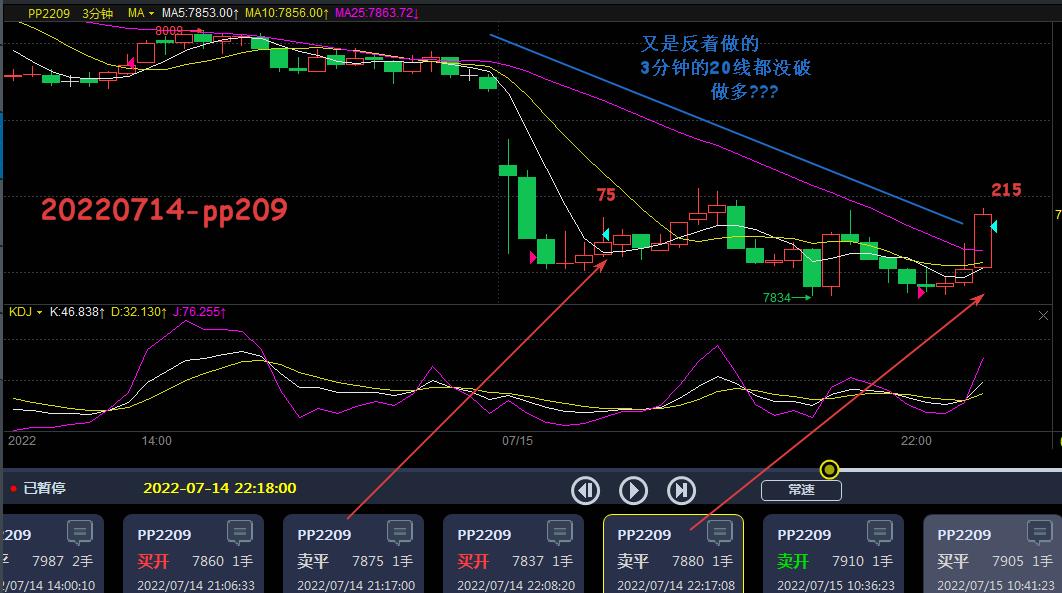 PP2209 3分钟 MA MA5:7853.00↑ MA10:7856.00↑ MA25:7863.72↓
8009
又是反着做的
3分钟的20线都没破
做多???
20220714-pp209
75
215
7
7834
KDJ K:46.838↑ D:32.130↑ J:76.255↑
2022 14:00 07/15 22:00
已暂停 2022-07-14 22:18:00 常速
209 PP2209 PP2209 PP2209 PP2209 PP2209 PP2209
平 7987 2手 买开 7860 1手 卖平 7875 1手 买开 7837 1手 卖平 7880 1手 卖开 7910 1手 买平 7905 1手
2022/07/14 14:00:10 2022/07/14 21:06:33 2022/07/14 21:17:00 2022/07/14 22:08:20 2022/07/14 22:17:08 2022/07/15 10:36:23 2022/07/15 10:41:23